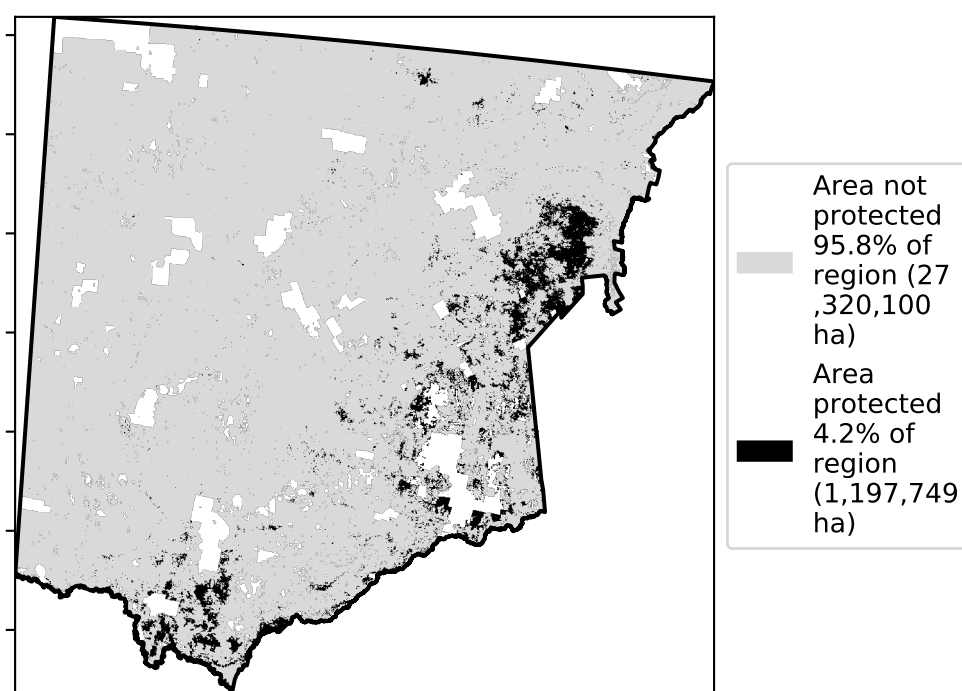 Area not
protected
95.8% of
region (27
,320,100
ha)
Area
protected
4.2% of
region
(1,197,749
ha)